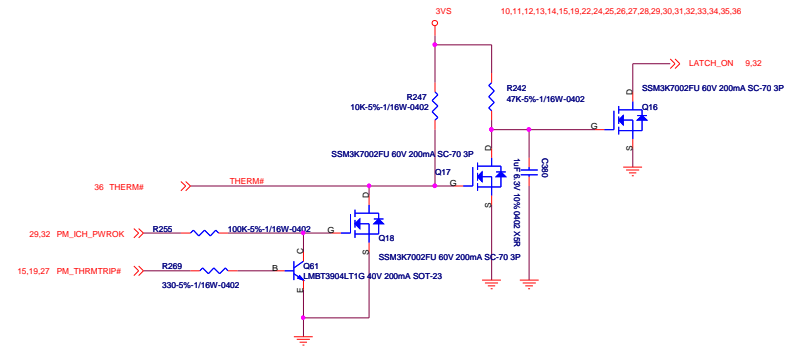 3VS
10,11,12,13,14,15,19,22,24,25,26,27,28,29,30,31,32,33,34,35,36
LATCH_ON 9,32
R247
10K-5%-1/16W-0402
R242
47K-5%-1/16W-0402
D
SSM3K7002FU 60V 200mA SC-70 3P
Q16
G
S
SSM3K7002FU 60V 200mA SC-70 3P
D
Q17
G
S
C380
1uF 6.3V 10% 0402 X5R
36 THERM#
THERM#
D
29,32 PM_ICH_PWROK
R255
100K-5%-1/16W-0402
G
Q18
S
SSM3K7002FU 60V 200mA SC-70 3P
C
15,19,27 PM_THRMTRIP#
R269
330-5%-1/16W-0402
B
Q61
LMBT3904LT1G 40V 200mA SOT-23
E